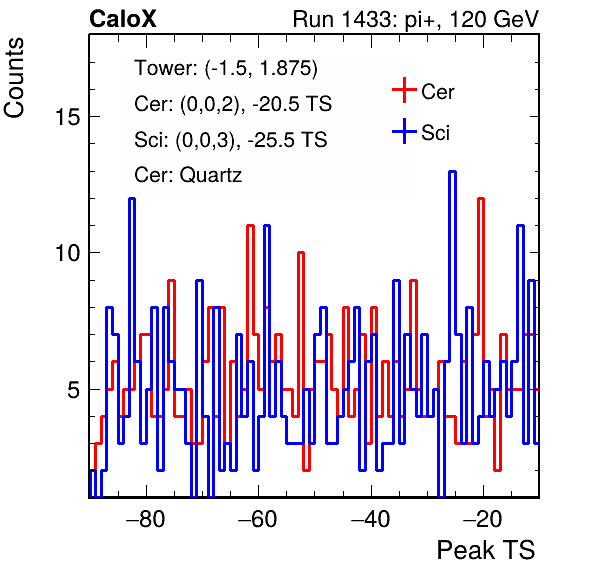 CaloX Run 1433: pi+, 120 GeV
Counts
Tower: (-1.5, 1.875)
Cer: (0,0,2), -20.5 TS
Sci: (0,0,3), -25.5 TS
Cer: Quartz
Cer
Sci
15
10
5
−80 −60 −40 −20
Peak TS